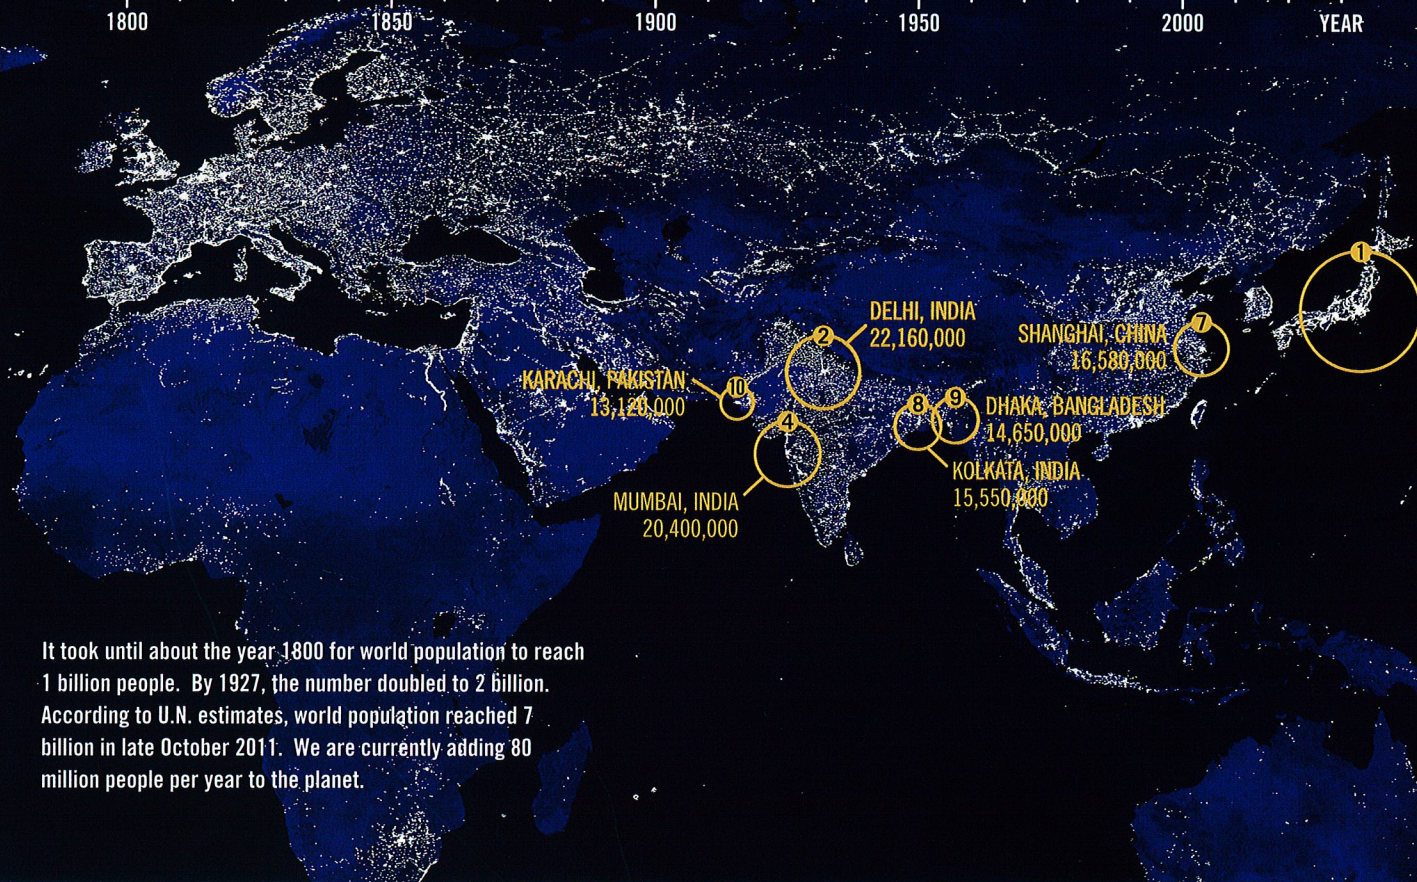 1800 1850 1900 1950 2000 YEAR
1
DELHI, INDIA
22,160,000
2
SHANGHAI, CHINA
16,580,000
7
KARACHI, PAKISTAN
13,120,000
10
8
9
DHAKA, BANGLADESH
14,650,000
4
KOLKATA, INDIA
15,550,000
MUMBAI, INDIA
20,400,000
It took until about the year 1800 for world population to reach
1 billion people. By 1927, the number doubled to 2 billion.
According to U.N. estimates, world population reached 7
billion in late October 2011. We are currently adding 80
million people per year to the planet.